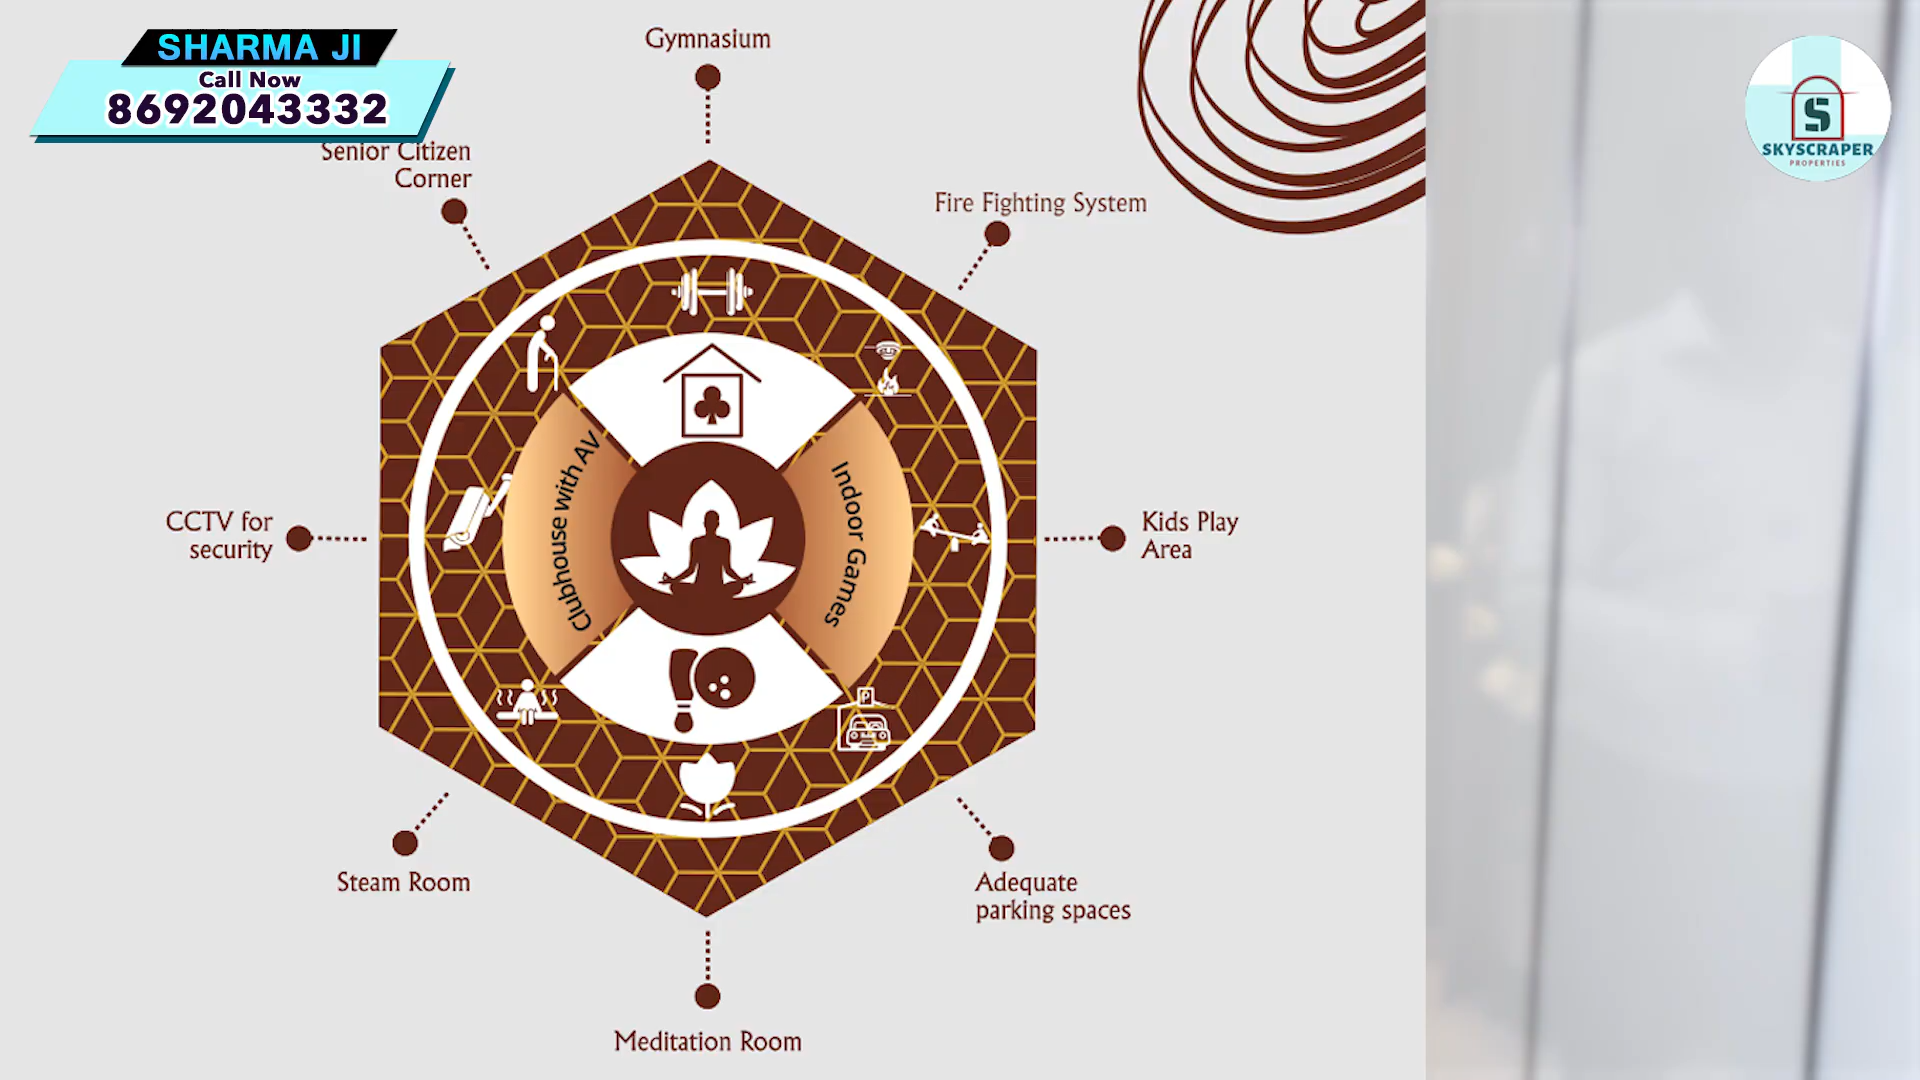 SHARMA JI
Call Now
8692043332
Gymnasium
Senior Citizen
Corner
Fire Fighting System
CCTV for
security
Kids Play
Area
Clubhouse with AV
Indoor Games
P
Steam Room
Adequate
parking spaces
Meditation Room
S
SKYSCRAPER
PROPERTIES